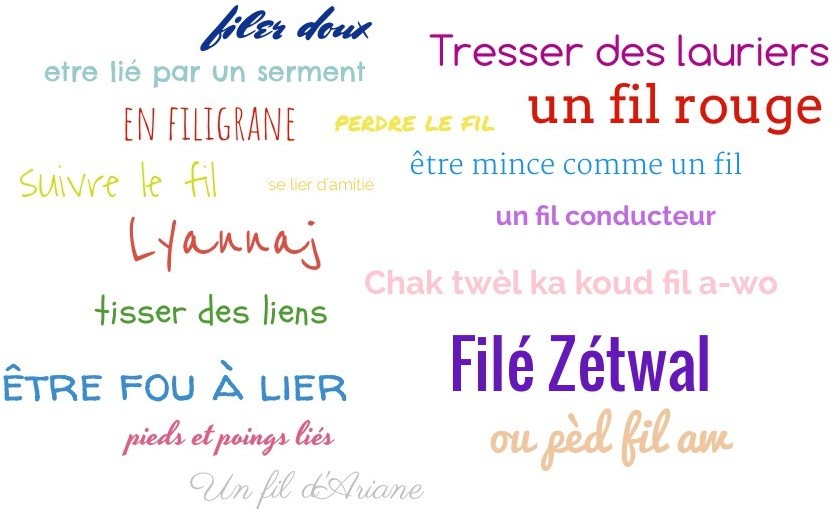 filer doux
Tresser des lauriers
etre lié par un serment
un fil rouge
EN FILIGRANE
PERDRE LE FIL
être mince comme un fil
suivre le fil
se lier d'amitié
un fil conducteur
Lyannaj
Chak twèl ka koud fil a-wo
tisser des liens
Filé Zétwal
ÊTRE FOU À LIER
pieds et poings liés
ou pèd fil aw
Un fil d'Ariane